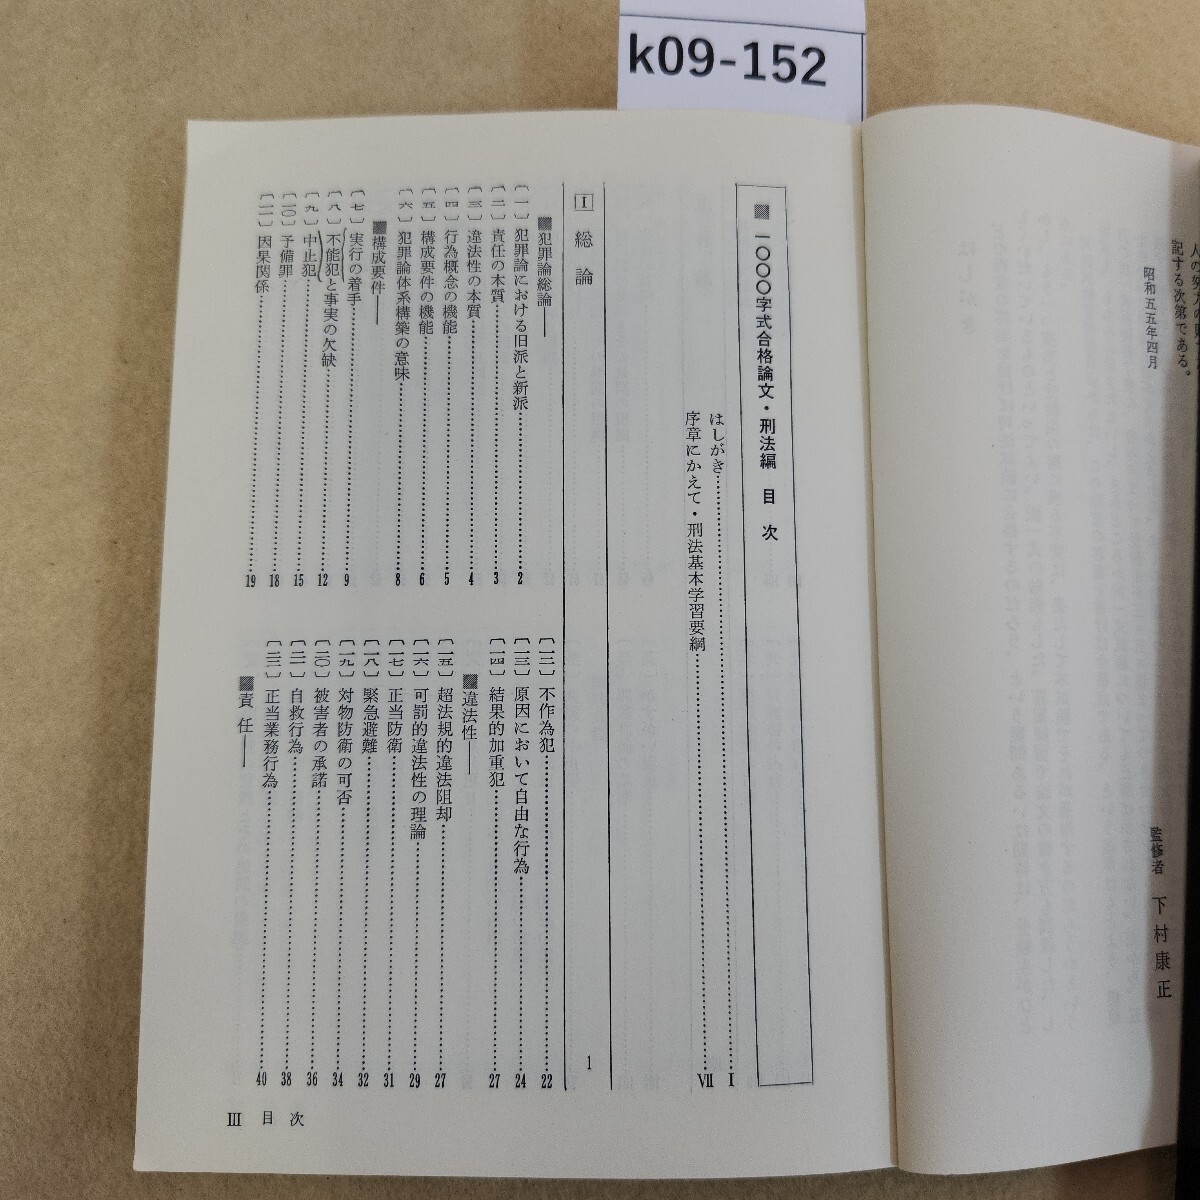 k09-152
記する次第である。
昭和五五年四月
監修者 下村康正
一〇〇〇字式合格論文・刑法編 目次
はしがき……Ⅰ
序章にかえて・刑法基本学習要綱……Ⅶ
Ⅰ 総論……1
犯罪論総論——
〔一〕 犯罪論における旧派と新派……2
〔二〕 責任の本質……3
〔三〕 違法性の本質……4
〔四〕 行為概念の機能……5
〔五〕 構成要件の機能……6
〔六〕 犯罪論体系構築の意味……8
構成要件——
〔七〕 実行の着手……9
〔八〕 不能犯と事実の欠缺……12
〔九〕 中止犯……15
〔一〇〕 予備罪……18
〔一一〕 因果関係……19
〔一二〕 不作為犯……22
〔一三〕 原因において自由な行為……24
〔一四〕 結果的加重犯……27
違法性——
〔一五〕 超法規的違法阻却……27
〔一六〕 可罰的違法性の理論……29
〔一七〕 正当防衛……31
〔一八〕 緊急避難……32
〔一九〕 対物防衛の可否……34
〔二〇〕 被害者の承諾……36
〔二一〕 自救行為……38
〔二二〕 正当業務行為……40
責任——
Ⅲ 目次